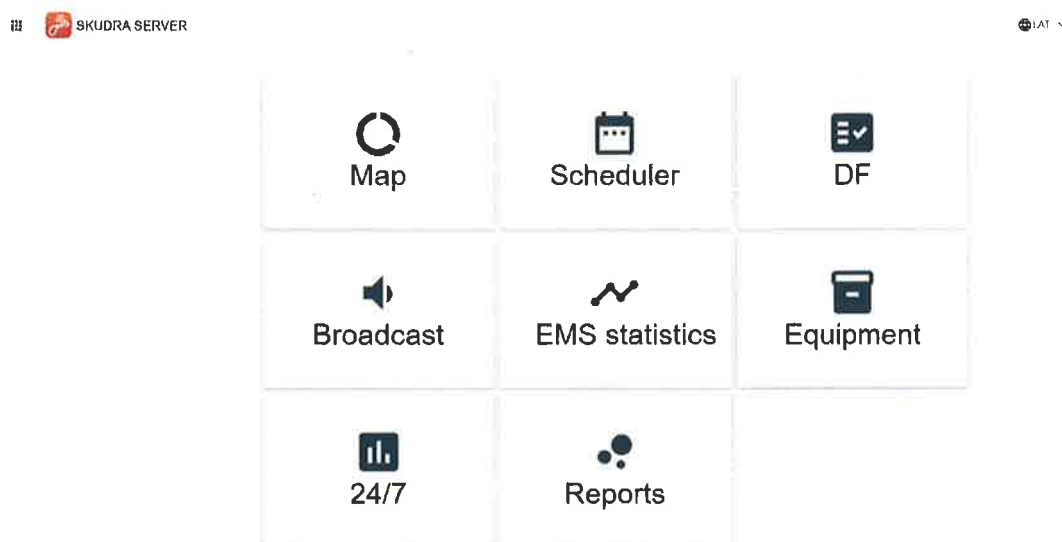 SKUDRA SERVER
LAT
Map
Scheduler
DF
Broadcast
EMS statistics
Equipment
24/7
Reports